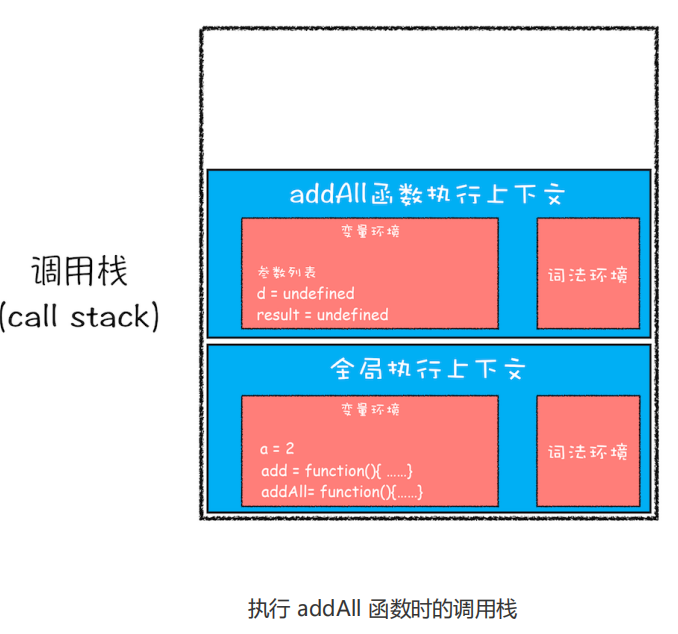 addAll函数执行上下文
变量环境
参数列表
d = undefined
result = undefined
词法环境
调用栈
(call stack)
全局执行上下文
变量环境
a = 2
add = function(){ ......}
addAll= function(){......}
词法环境
执行 addAll 函数时的调用栈